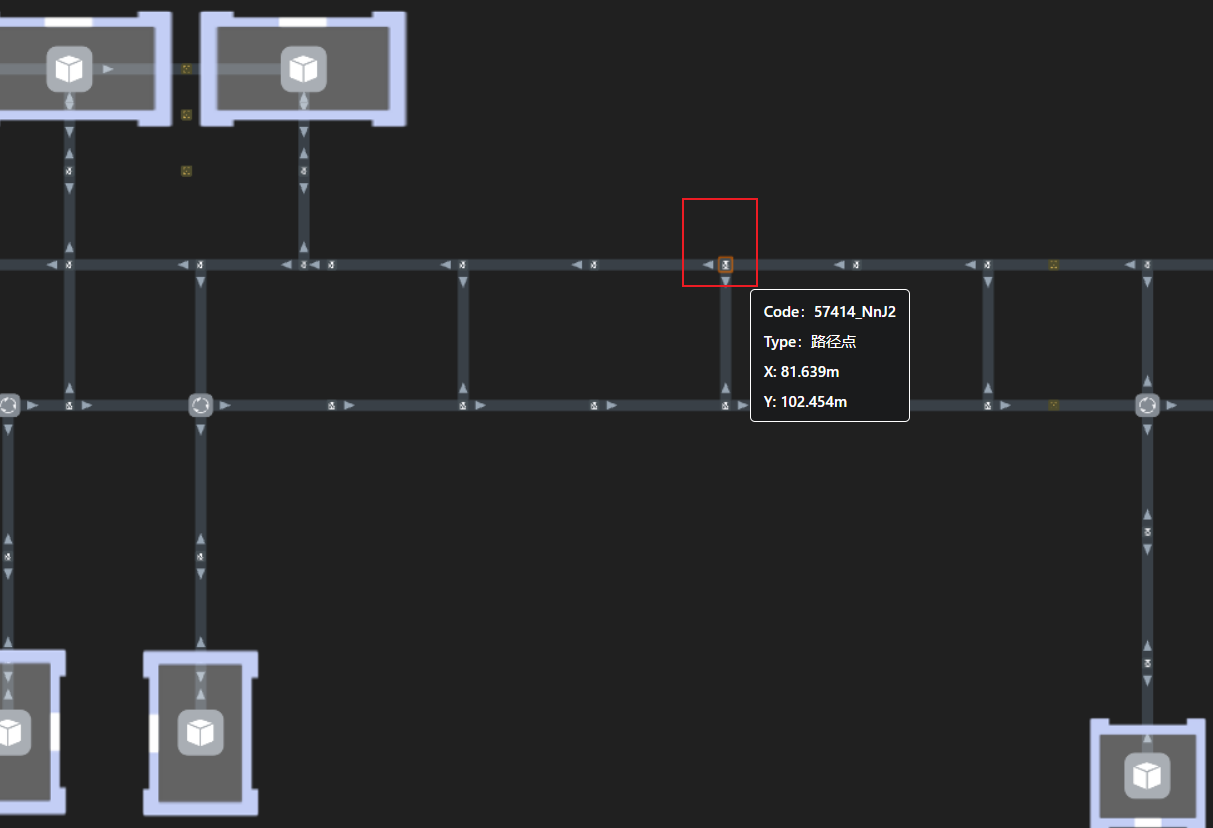 Code：57414_NnJ2
Type：路径点
X: 81.639m
Y: 102.454m